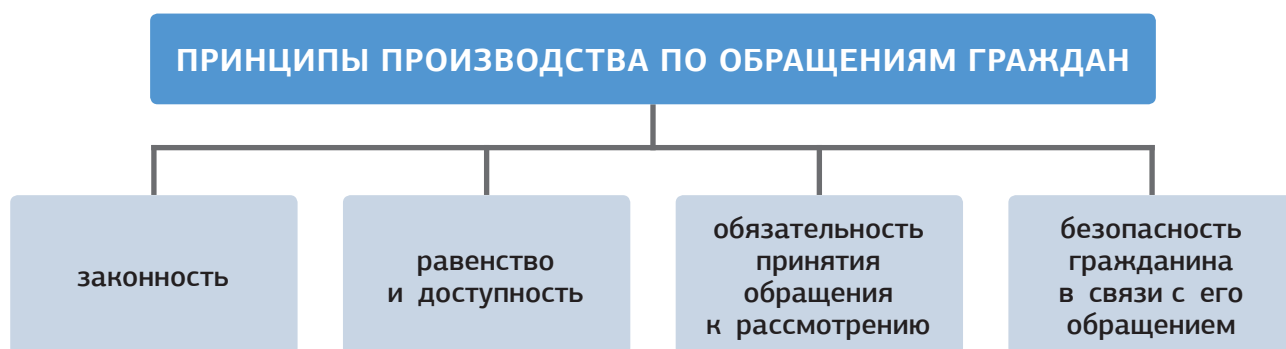 ПРИНЦИПЫ ПРОИЗВОДСТВА ПО ОБРАЩЕНИЯМ ГРАЖДАН
законность
равенство
и доступность
обязательность
принятия
обращения
к рассмотрению
безопасность
гражданина
в связи с его
обращением